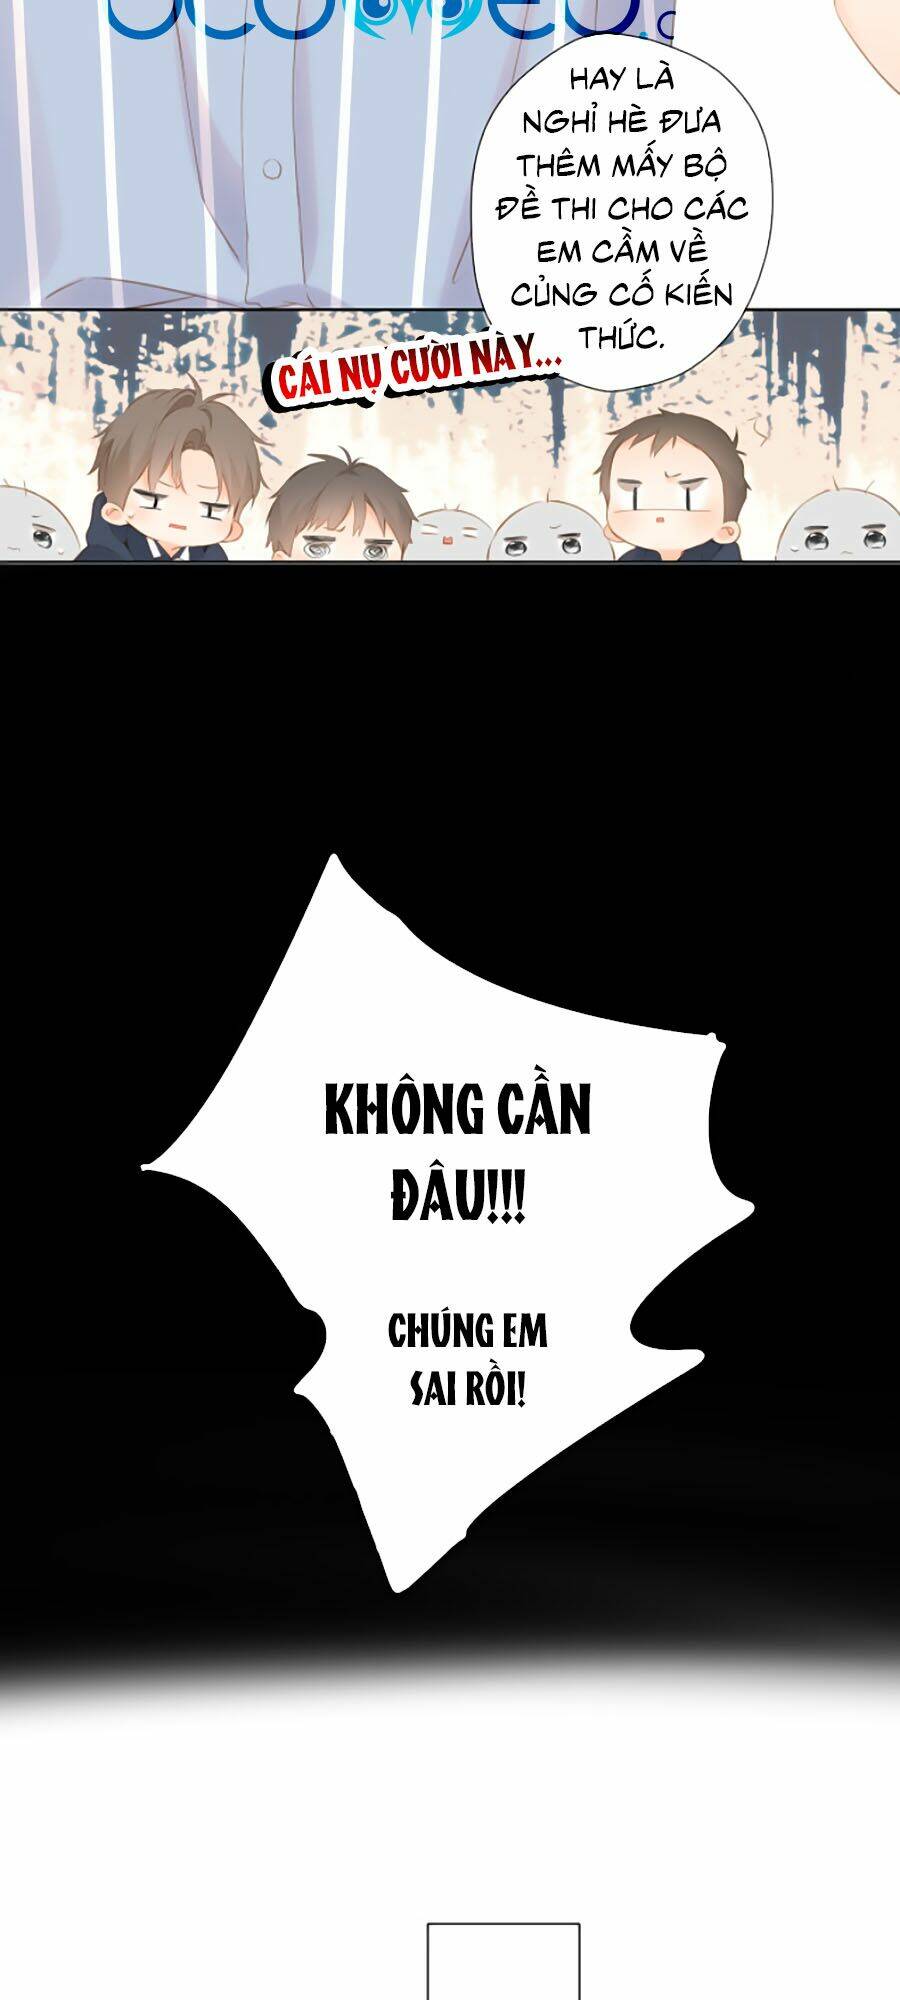 HAY LÀ
NGHỈ HÈ ĐƯA
THÊM MẤY BỘ
ĐỀ THI CHO CÁC
EM CẦM VỀ
CỦNG CỐ KIẾN
THỨC.
CÁI NỤ CƯỜI NÀY...
KHÔNG CẦN
ĐÂU!!!
CHÚNG EM
SAI RỒI!